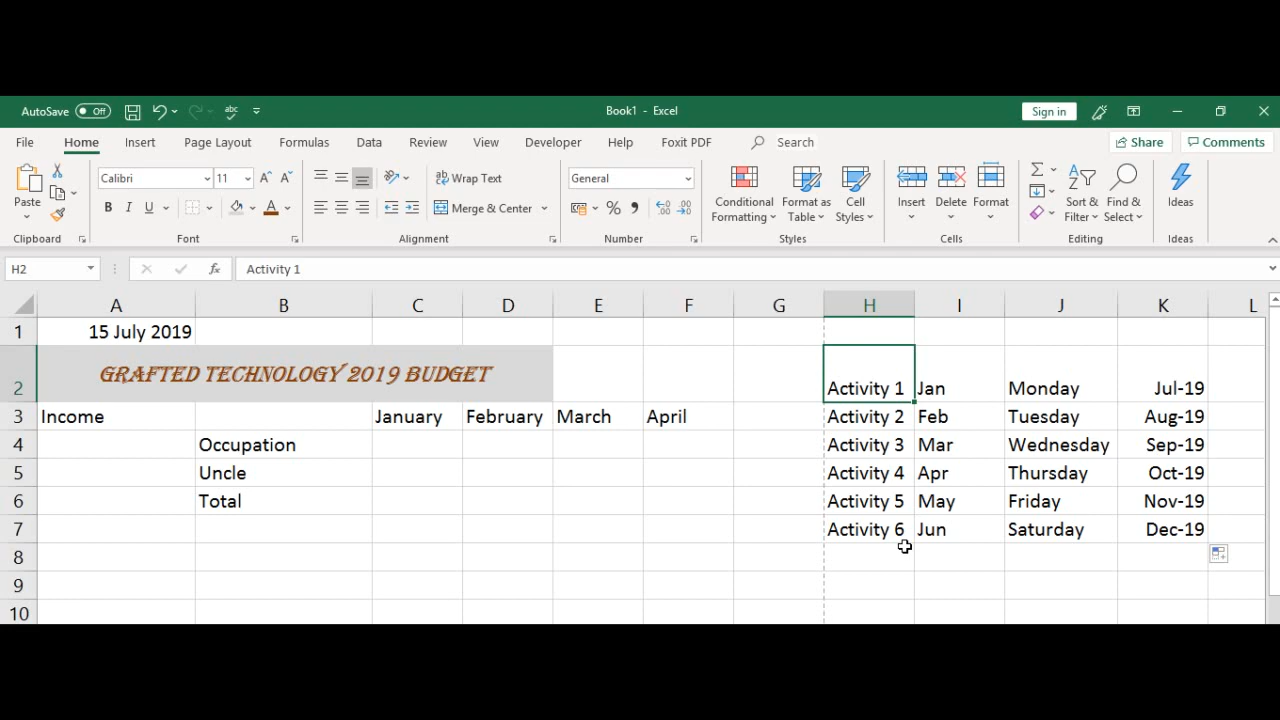 AutoSave Off abc Book1 - Excel Sign in
File Home Insert Page Layout Formulas Data Review View Developer Help Foxit PDF Search Share Comments
Paste Calibri 11 A A ab Wrap Text General Conditional Formatting Format as Table Cell Styles Insert Delete Format Sort & Filter Find & Select Ideas
B I U A Merge & Center % , .00
Clipboard Font Alignment Number Styles Cells Editing Ideas
H2 fx Activity 1
A B C D E F G H I J K L
1 15 July 2019
2 GRAFTED TECHNOLOGY 2019 BUDGET Activity 1 Jan Monday Jul-19
3 Income January February March April Activity 2 Feb Tuesday Aug-19
4 Occupation Activity 3 Mar Wednesday Sep-19
5 Uncle Activity 4 Apr Thursday Oct-19
6 Total Activity 5 May Friday Nov-19
7 Activity 6 Jun Saturday Dec-19
8
9
10